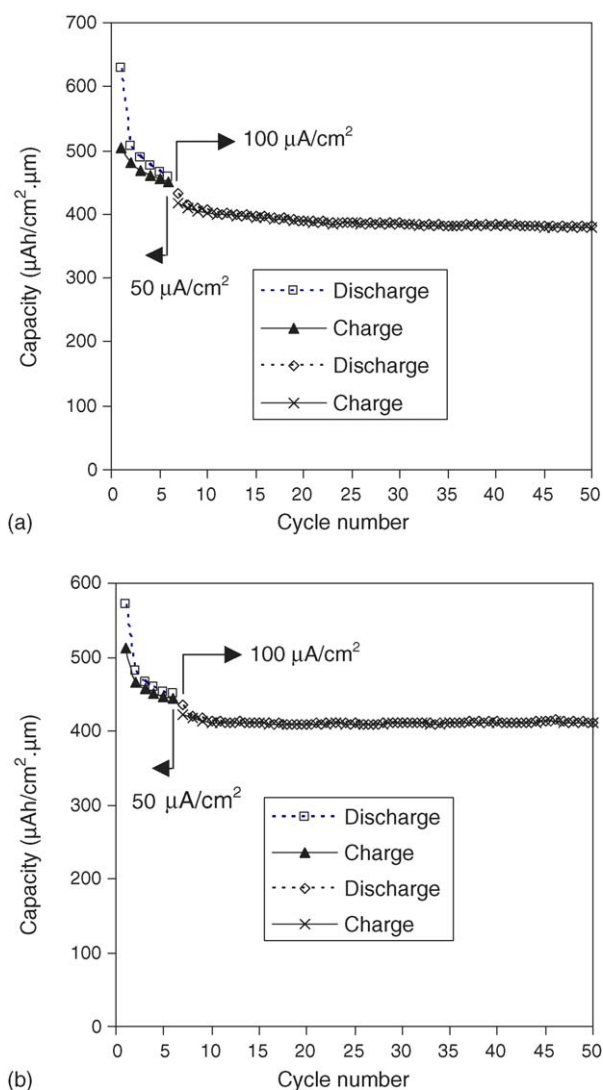 700
600
500
400
300
200
100
0
Capacity (μAh/cm².μm)
100 μA/cm²
50 μA/cm²
Discharge
Charge
Discharge
Charge
0 5 10 15 20 25 30 35 40 45 50
Cycle number
(a)
600
500
400
300
200
100
0
Capacity (μAh/cm².μm)
100 μA/cm²
50 μA/cm²
Discharge
Charge
Discharge
Charge
0 5 10 15 20 25 30 35 40 45 50
Cycle number
(b)